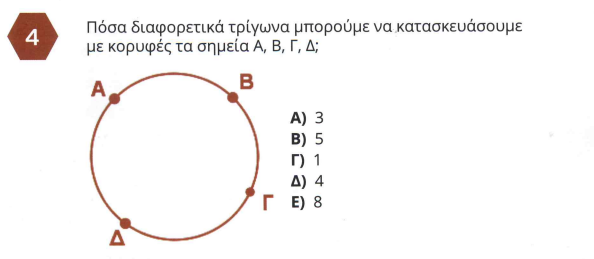 4
Πόσα διαφορετικά τρίγωνα μπορούμε να κατασκευάσουμε
με κορυφές τα σημεία Α, Β, Γ, Δ;
Α
Β
Γ
Δ
Α) 3
Β) 5
Γ) 1
Δ) 4
Ε) 8